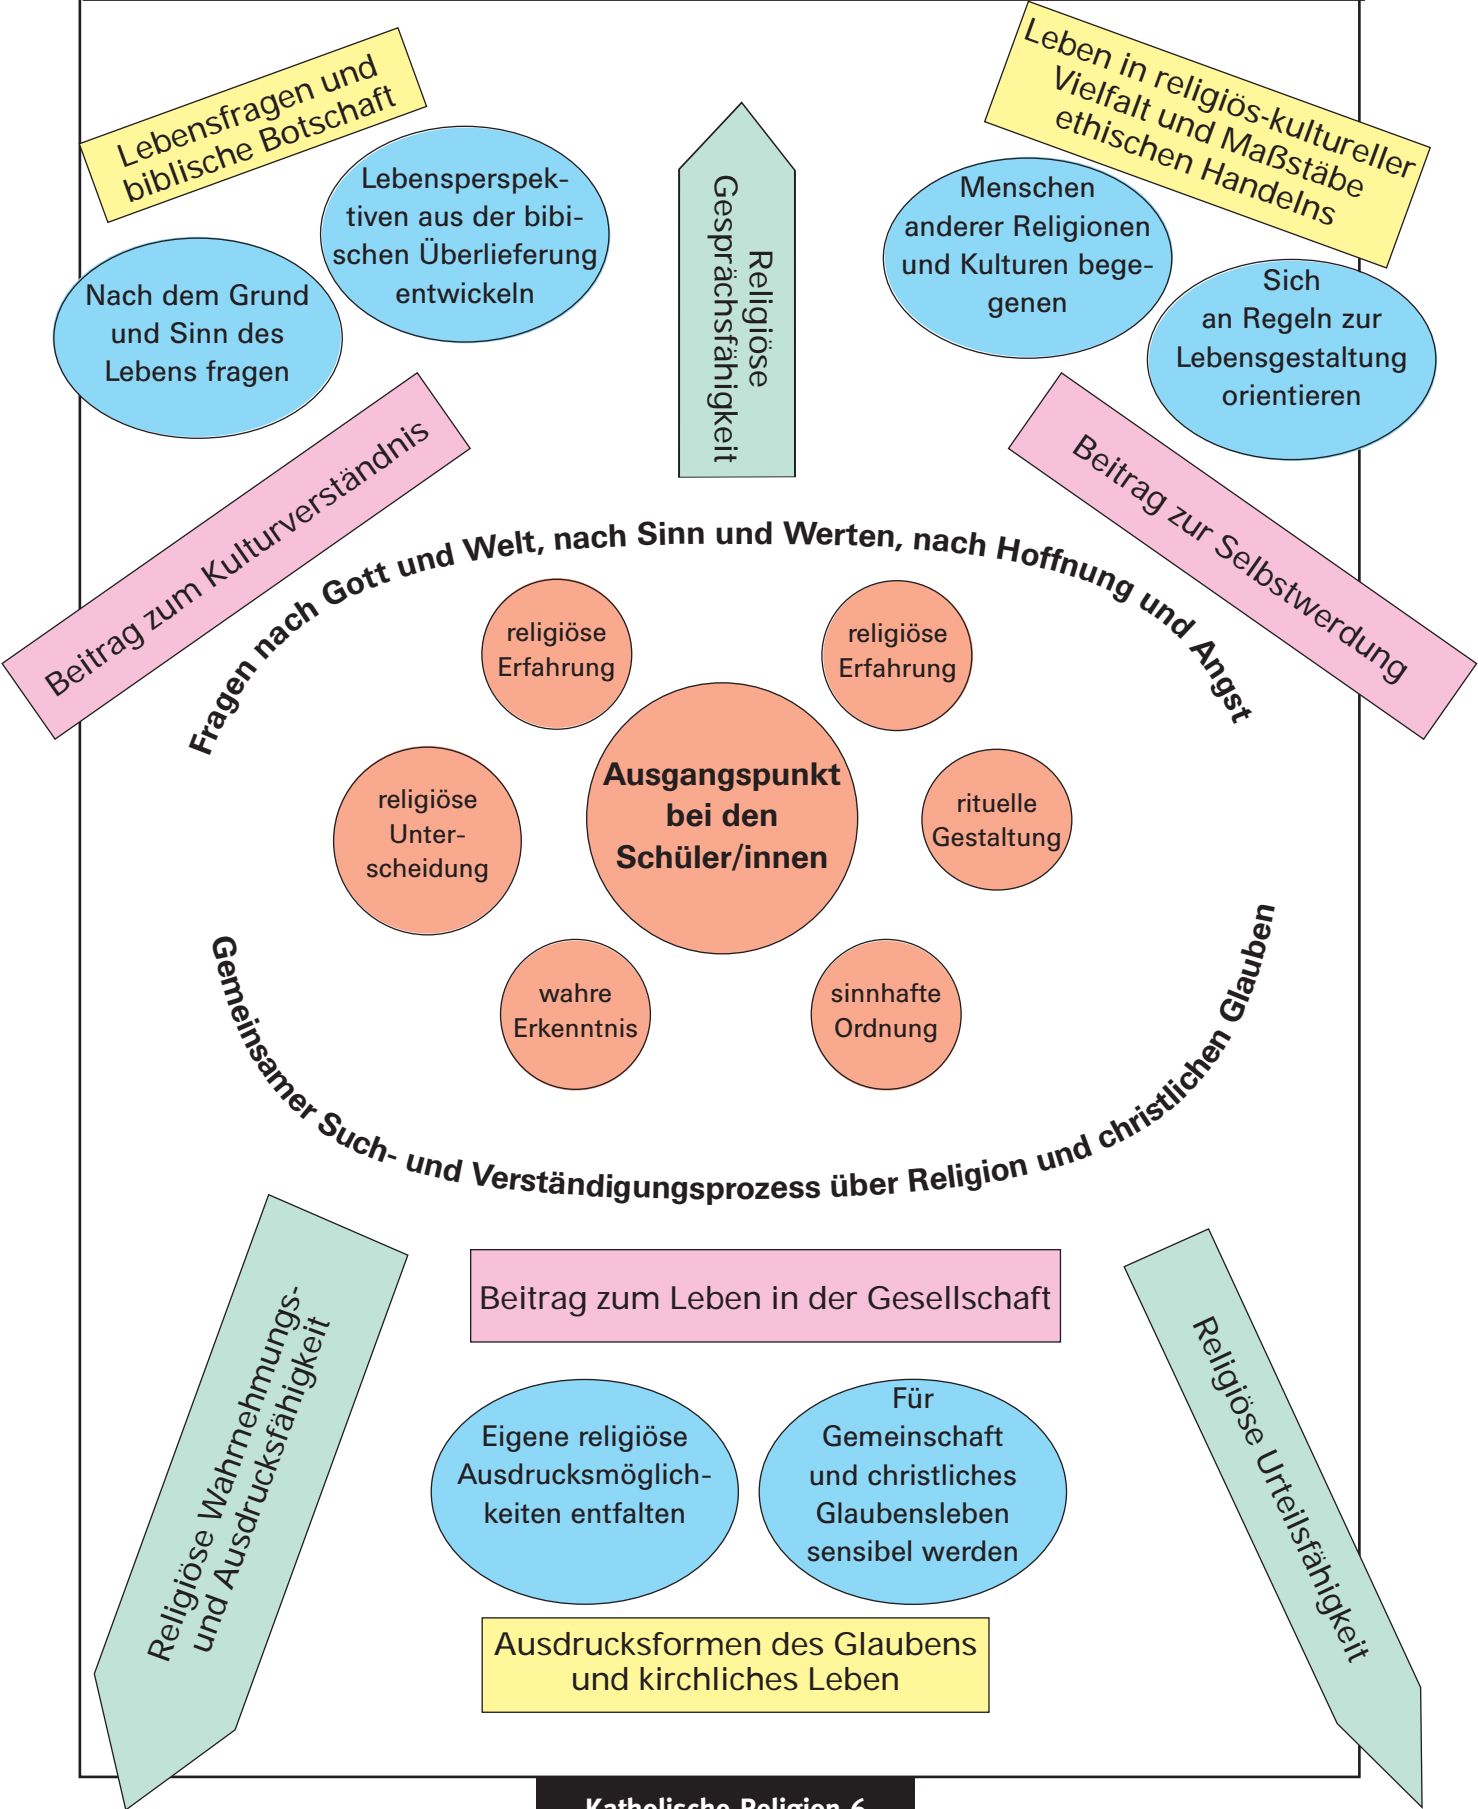 Lebensfragen und
biblische Botschaft
Leben in religiös-kultureller
Vielfalt und Maßstäbe
ethischen Handelns
Lebensperspek-
tiven aus der bibi-
schen Überlieferung
entwickeln
Nach dem Grund
und Sinn des
Lebens fragen
Religiöse
Gesprächsfähigkeit
Menschen
anderer Religionen
und Kulturen bege-
genen
Sich
an Regeln zur
Lebensgestaltung
orientieren
Beitrag zum Kulturverständnis
Beitrag zur Selbstwerdung
Fragen nach Gott und Welt, nach Sinn und Werten, nach Hoffnung und Angst
religiöse
Erfahrung
religiöse
Erfahrung
Ausgangspunkt
bei den
Schüler/innen
religiöse
Unter-
scheidung
rituelle
Gestaltung
wahre
Erkenntnis
sinnhafte
Ordnung
Gemeinsamer Such- und Verständigungsprozess über Religion und christlichen Glauben
Beitrag zum Leben in der Gesellschaft
Religiöse Wahrnehmungs-
und Ausdrucksfähigkeit
Religiöse Urteilsfähigkeit
Eigene religiöse
Ausdrucksmöglich-
keiten entfalten
Für
Gemeinschaft
und christliches
Glaubensleben
sensibel werden
Ausdrucksformen des Glaubens
und kirchliches Leben
Katholische Religion 6